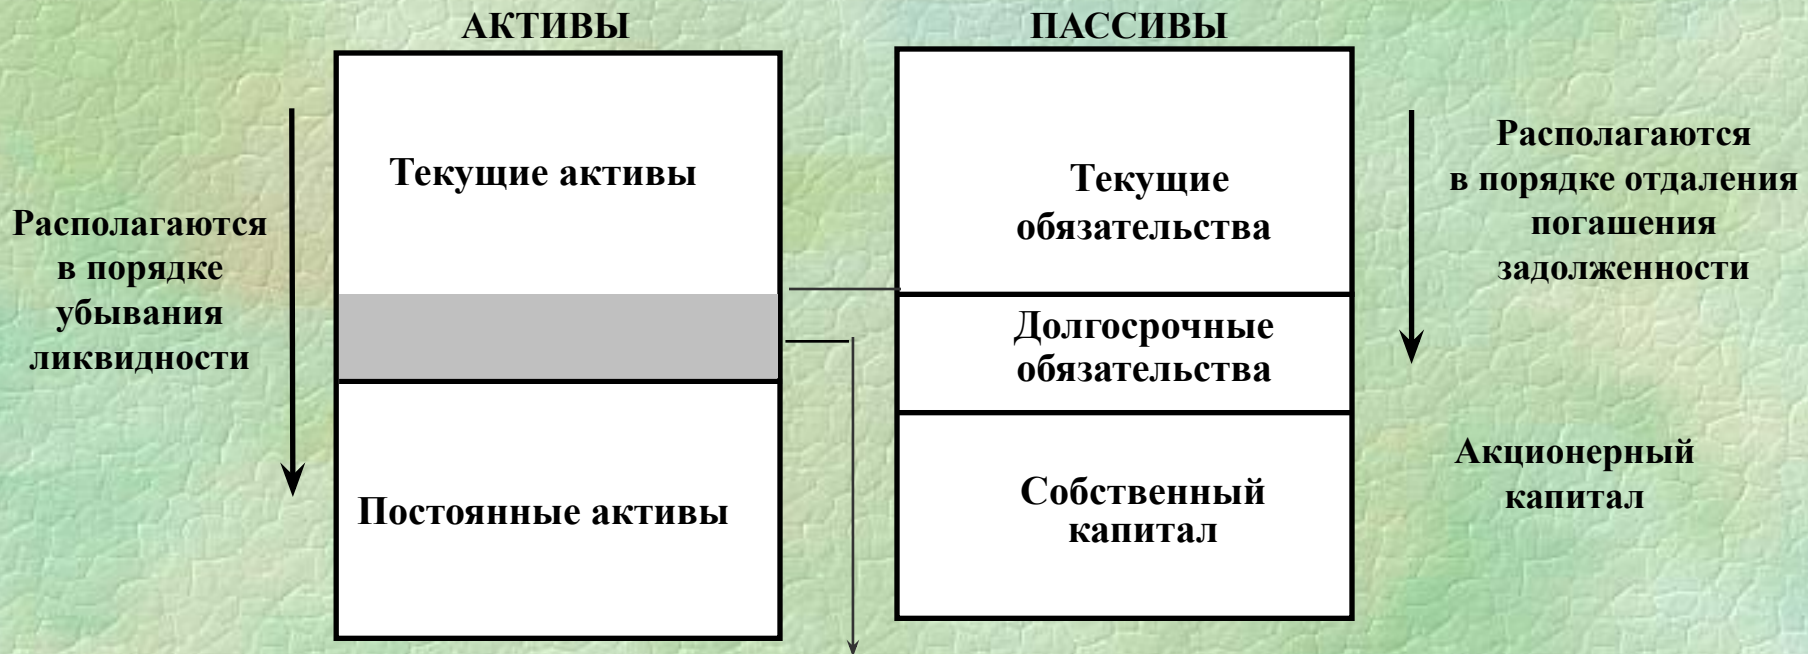 АКТИВЫ
ПАССИВЫ
Располагаются
в порядке
убывания
ликвидности
Текущие активы
Постоянные активы
Текущие
обязательства
Долгосрочные
обязательства
Собственный
капитал
Располагаются
в порядке отдаления
погашения
задолженности
Акционерный
капитал